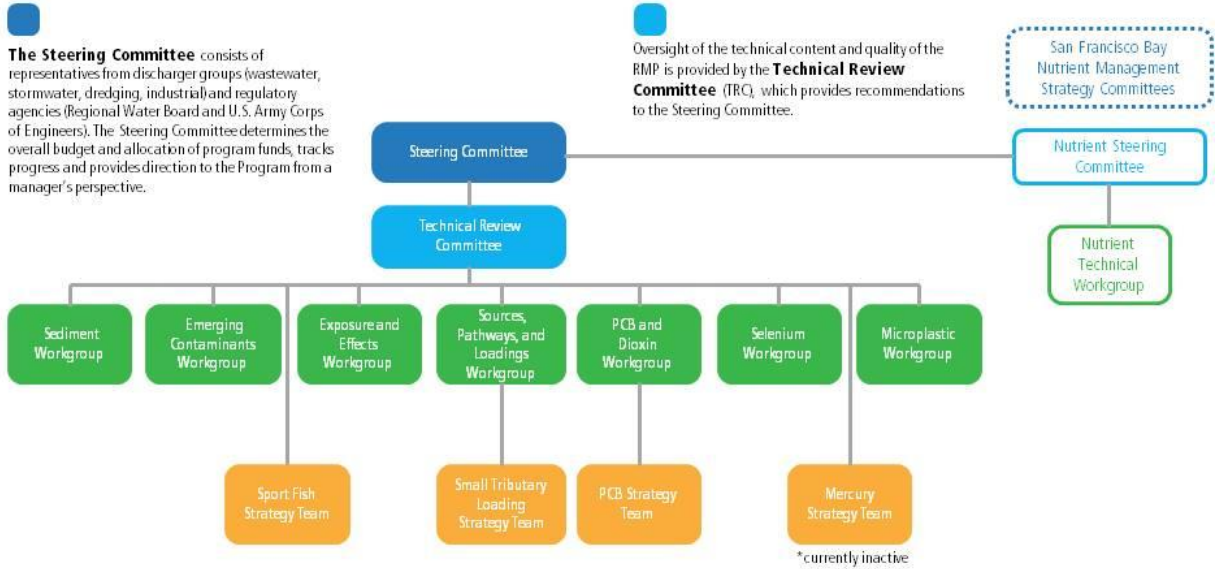 The Steering Committee consists of
representatives from discharger groups (wastewater,
stormwater, dredging, industrial) and regulatory
agencies (Regional Water Board and U.S. Army Corps
of Engineers). The Steering Committee determines the
overall budget and allocation of program funds, tracks
progress and provides direction to the Program from a
manager's perspective.
Oversight of the technical content and quality of the
RMP is provided by the Technical Review
Committee (TRC), which provides recommendations
to the Steering Committee.
San Francisco Bay
Nutrient Management
Strategy Committees
Steering Committee
Nutrient Steering
Committee
Technical Review
Committee
Nutrient
Technical
Workgroup
Sediment
Workgroup
Emerging
Contaminants
Workgroup
Exposure and
Effects
Workgroup
Sources,
Pathways, and
Loadings
Workgroup
PCB and
Dioxin
Workgroup
Selenium
Workgroup
Microplastic
Workgroup
Sport Fish
Strategy Team
Small Tributary
Loading
Strategy Team
PCB Strategy
Team
Mercury
Strategy Team
*currently inactive